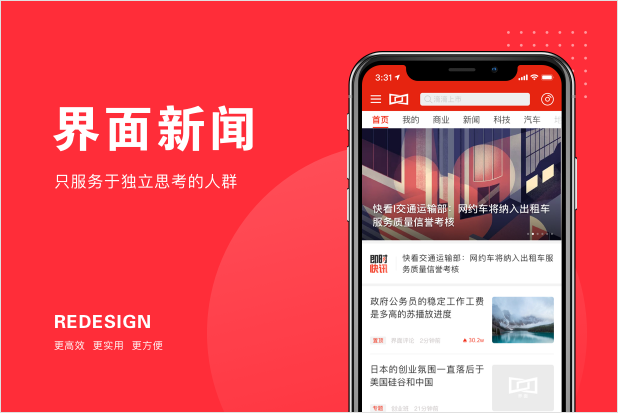 界面新闻
只服务于独立思考的人群
REDESIGN
更高效 更实用 更方便
3:31
滴滴上市
首页 我的 商业 新闻 科技 汽车
快看|交通运输部：网约车将纳入出租车
服务质量信誉考核
即时
快讯
快看交通运输部：网约车将纳入出租车服
务质量信誉考核
政府公务员的稳定工作工费
是多高的苏播放进度
置顶 界面评论 2分钟前 30.2w
日本的创业氛围一直落后于
美国硅谷和中国
专题 创业板 21分钟前